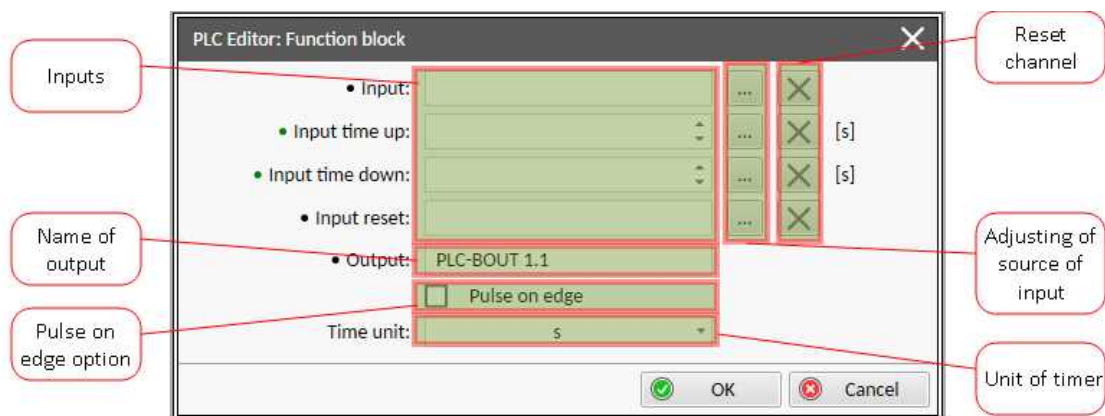 PLC Editor: Function block
Inputs
Reset
channel
• Input:
...
• Input time up:
...
[s]
• Input time down:
...
[s]
• Input reset:
...
Name of
output
• Output:
PLC-BOUT 1.1
Adjusting of
source of
input
Pulse on edge
Pulse on
edge option
Time unit:
s
Unit of timer
OK
Cancel